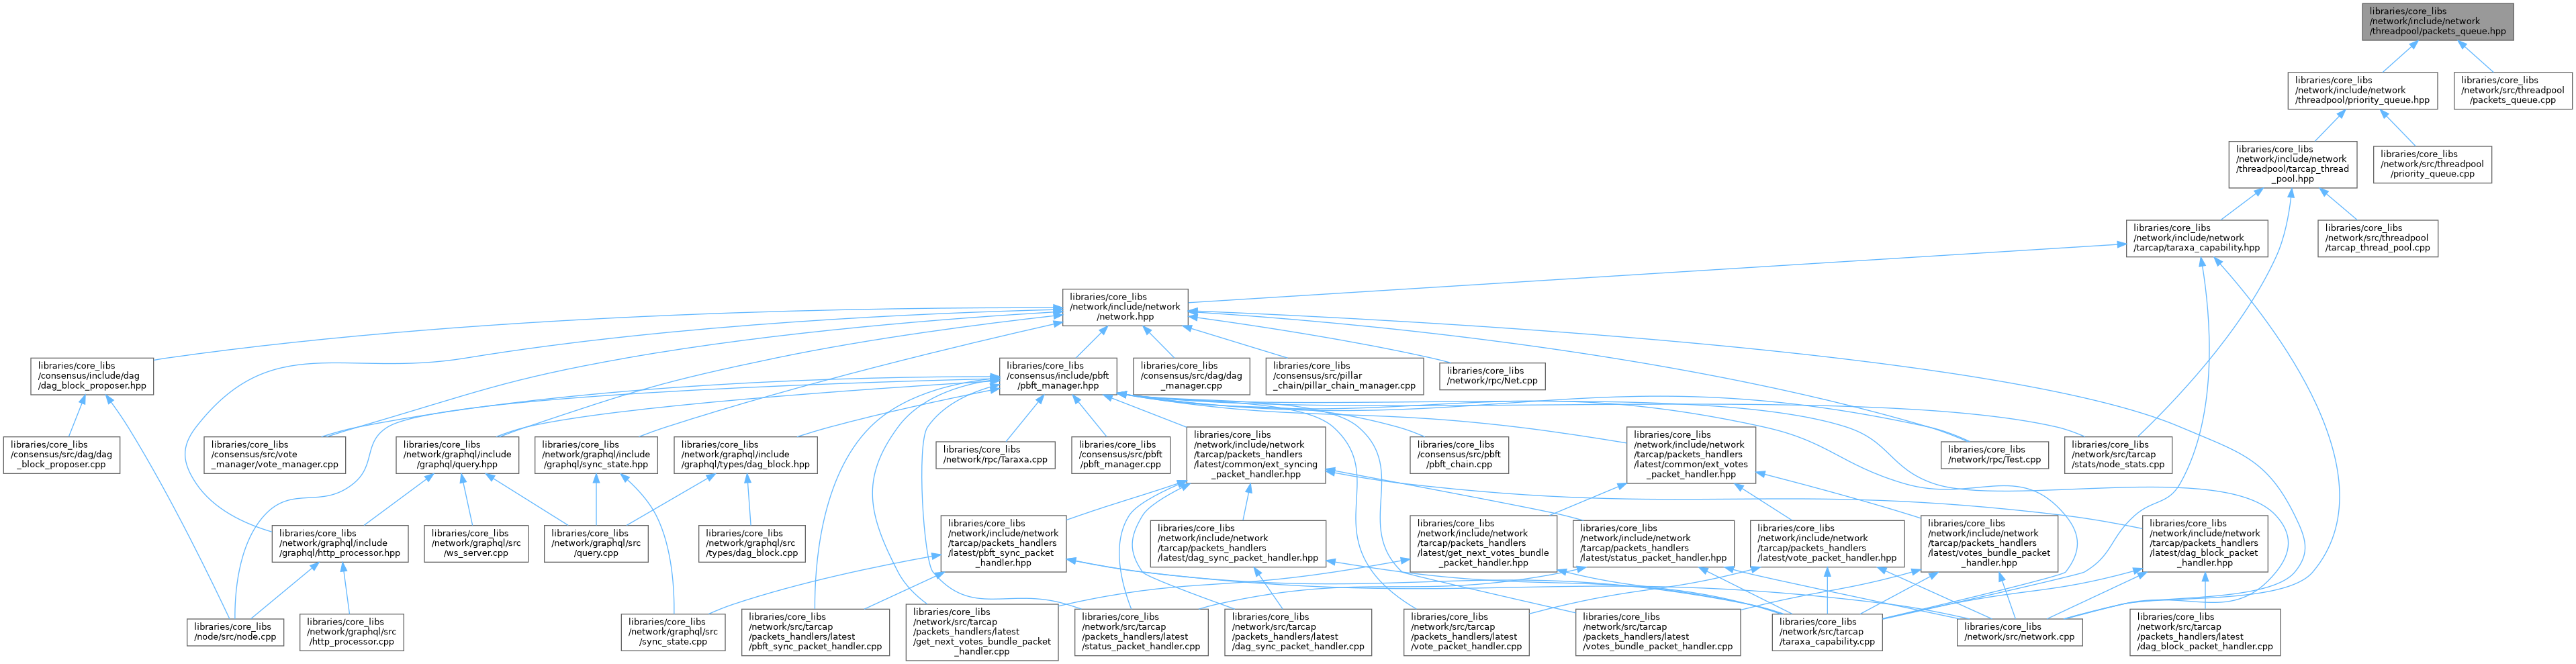 libraries/core_libs
/network/include/network
/threadpool/packets_queue.hpp
libraries/core_libs
/network/include/network
/threadpool/priority_queue.hpp
libraries/core_libs
/network/src/threadpool
/packets_queue.cpp
libraries/core_libs
/network/include/network
/threadpool/tarcap_thread
_pool.hpp
libraries/core_libs
/network/src/threadpool
/priority_queue.cpp
libraries/core_libs
/network/include/network
/tarcap/taraxa_capability.hpp
libraries/core_libs
/network/src/threadpool
/tarcap_thread_pool.cpp
libraries/core_libs
/network/include/network
/network.hpp
libraries/core_libs
/consensus/include/dag
/dag_block_proposer.hpp
libraries/core_libs
/consensus/include/pbft
/pbft_manager.hpp
libraries/core_libs
/consensus/src/dag/dag
_manager.cpp
libraries/core_libs
/consensus/src/pillar
_chain/pillar_chain_manager.cpp
libraries/core_libs
/network/rpc/Net.cpp
libraries/core_libs
/consensus/src/dag/dag
_block_proposer.cpp
libraries/core_libs
/consensus/src/vote
_manager/vote_manager.cpp
libraries/core_libs
/network/graphql/include
/graphql/query.hpp
libraries/core_libs
/network/graphql/include
/graphql/sync_state.hpp
libraries/core_libs
/network/graphql/include
/graphql/types/dag_block.hpp
libraries/core_libs
/network/rpc/Taraxa.cpp
libraries/core_libs
/consensus/src/pbft
/pbft_manager.cpp
libraries/core_libs
/network/include/network
/tarcap/packets_handlers
/latest/common/ext_syncing
_packet_handler.hpp
libraries/core_libs
/consensus/src/pbft
/pbft_chain.cpp
libraries/core_libs
/network/include/network
/tarcap/packets_handlers
/latest/common/ext_votes
_packet_handler.hpp
libraries/core_libs
/network/rpc/Test.cpp
libraries/core_libs
/network/src/tarcap
/stats/node_stats.cpp
libraries/core_libs
/network/graphql/include
/graphql/http_processor.hpp
libraries/core_libs
/network/graphql/src
/ws_server.cpp
libraries/core_libs
/network/graphql/src
/query.cpp
libraries/core_libs
/network/graphql/src
/types/dag_block.cpp
libraries/core_libs
/network/include/network
/tarcap/packets_handlers
/latest/pbft_sync_packet
_handler.hpp
libraries/core_libs
/network/include/network
/tarcap/packets_handlers
/latest/dag_sync_packet_handler.hpp
libraries/core_libs
/network/include/network
/tarcap/packets_handlers
/latest/get_next_votes_bundle
_packet_handler.hpp
libraries/core_libs
/network/include/network
/tarcap/packets_handlers
/latest/status_packet_handler.hpp
libraries/core_libs
/network/include/network
/tarcap/packets_handlers
/latest/vote_packet_handler.hpp
libraries/core_libs
/network/include/network
/tarcap/packets_handlers
/latest/votes_bundle_packet
_handler.hpp
libraries/core_libs
/network/include/network
/tarcap/packets_handlers
/latest/dag_block_packet
_handler.hpp
libraries/core_libs
/node/src/node.cpp
libraries/core_libs
/network/graphql/src
/http_processor.cpp
libraries/core_libs
/network/graphql/src
/sync_state.cpp
libraries/core_libs
/network/src/tarcap
/packets_handlers/latest
/pbft_sync_packet_handler.cpp
libraries/core_libs
/network/src/tarcap
/packets_handlers/latest
/get_next_votes_bundle_packet
_handler.cpp
libraries/core_libs
/network/src/tarcap
/packets_handlers/latest
/status_packet_handler.cpp
libraries/core_libs
/network/src/tarcap
/packets_handlers/latest
/dag_sync_packet_handler.cpp
libraries/core_libs
/network/src/tarcap
/packets_handlers/latest
/vote_packet_handler.cpp
libraries/core_libs
/network/src/tarcap
/packets_handlers/latest
/votes_bundle_packet_handler.cpp
libraries/core_libs
/network/src/tarcap
/taraxa_capability.cpp
libraries/core_libs
/network/src/network.cpp
libraries/core_libs
/network/src/tarcap
/packets_handlers/latest
/dag_block_packet_handler.cpp